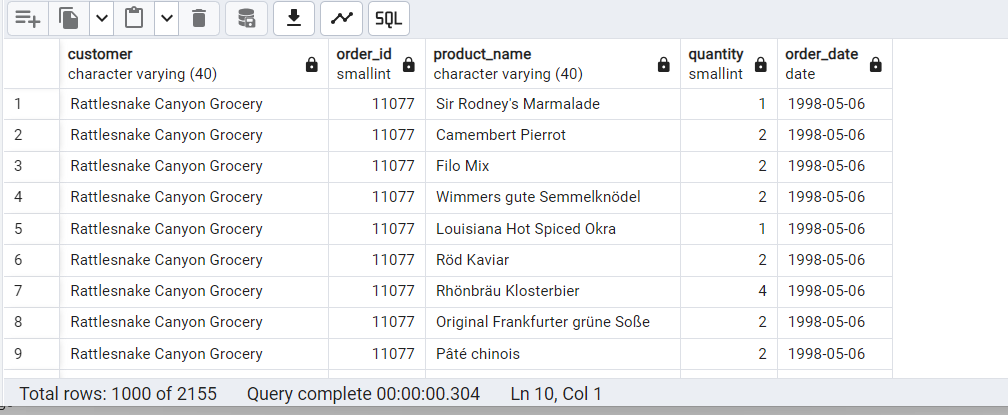 SQL
customer order_id product_name quantity order_date
character varying (40) smallint character varying (40) smallint date
1 Rattlesnake Canyon Grocery 11077 Sir Rodney's Marmalade 1 1998-05-06
2 Rattlesnake Canyon Grocery 11077 Camembert Pierrot 2 1998-05-06
3 Rattlesnake Canyon Grocery 11077 Filo Mix 2 1998-05-06
4 Rattlesnake Canyon Grocery 11077 Wimmers gute Semmelknödel 2 1998-05-06
5 Rattlesnake Canyon Grocery 11077 Louisiana Hot Spiced Okra 1 1998-05-06
6 Rattlesnake Canyon Grocery 11077 Röd Kaviar 2 1998-05-06
7 Rattlesnake Canyon Grocery 11077 Rhönbräu Klosterbier 4 1998-05-06
8 Rattlesnake Canyon Grocery 11077 Original Frankfurter grüne Soße 2 1998-05-06
9 Rattlesnake Canyon Grocery 11077 Pâté chinois 2 1998-05-06
Total rows: 1000 of 2155 Query complete 00:00:00.304 Ln 10, Col 1